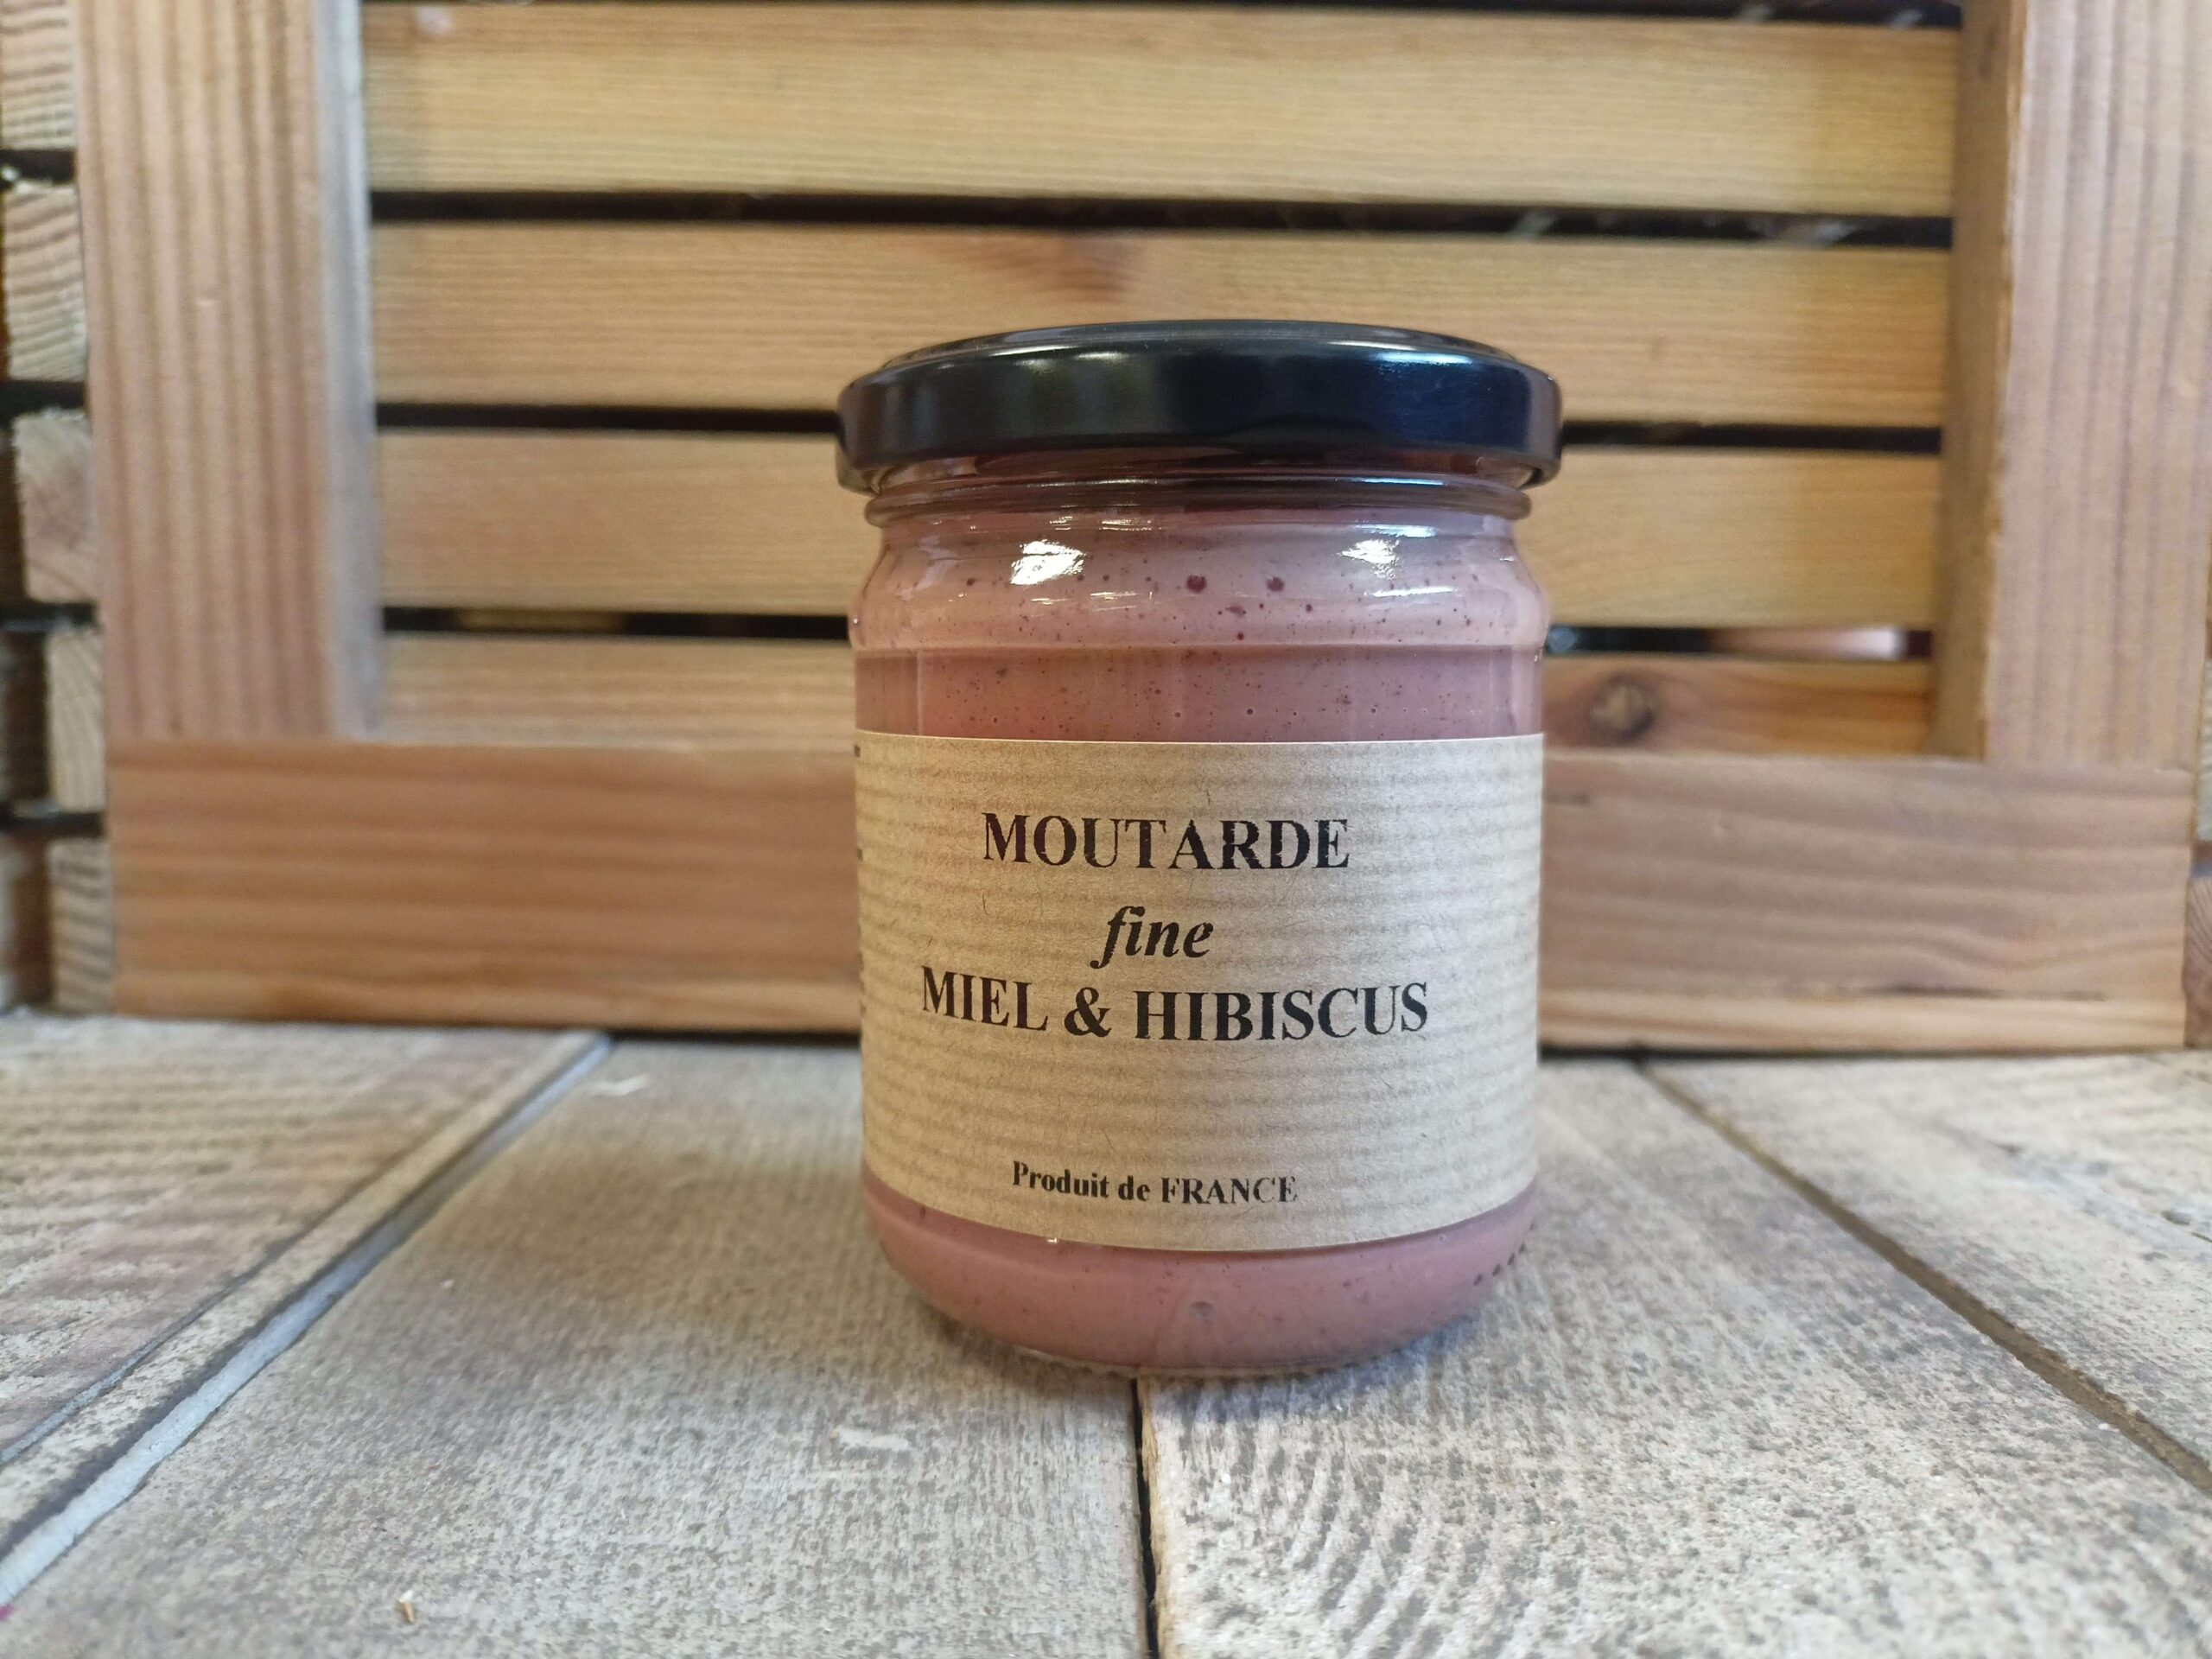 MOUTARDE
fine
MIEL & HIBISCUS
Produit de FRANCE